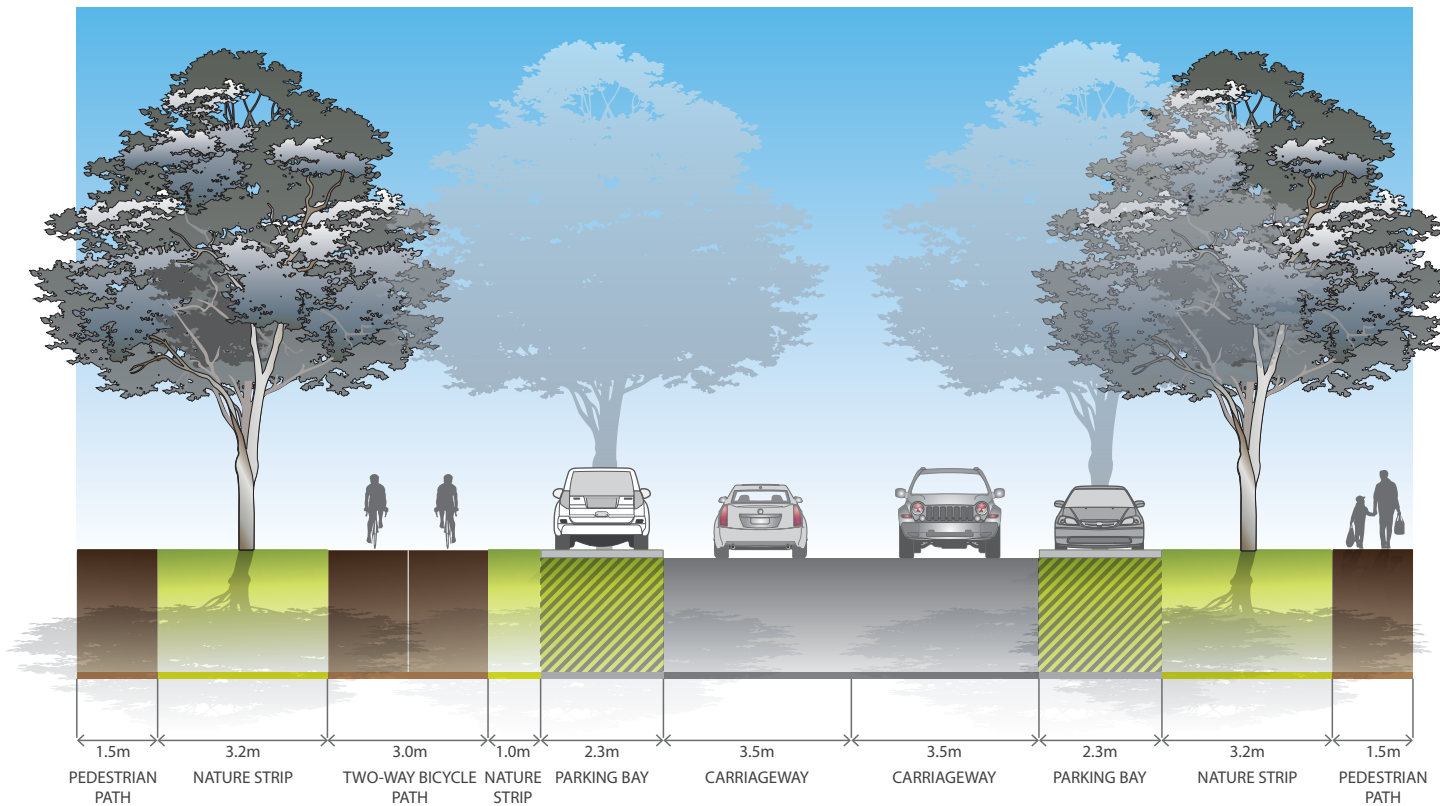 1.5m 3.2m 3.0m 1.0m 2.3m 3.5m 3.5m 2.3m 3.2m 1.5m
PEDESTRIAN PATH
NATURE STRIP
TWO-WAY BICYCLE PATH
NATURE STRIP
PARKING BAY
CARRIAGEWAY
CARRIAGEWAY
PARKING BAY
NATURE STRIP
PEDESTRIAN PATH